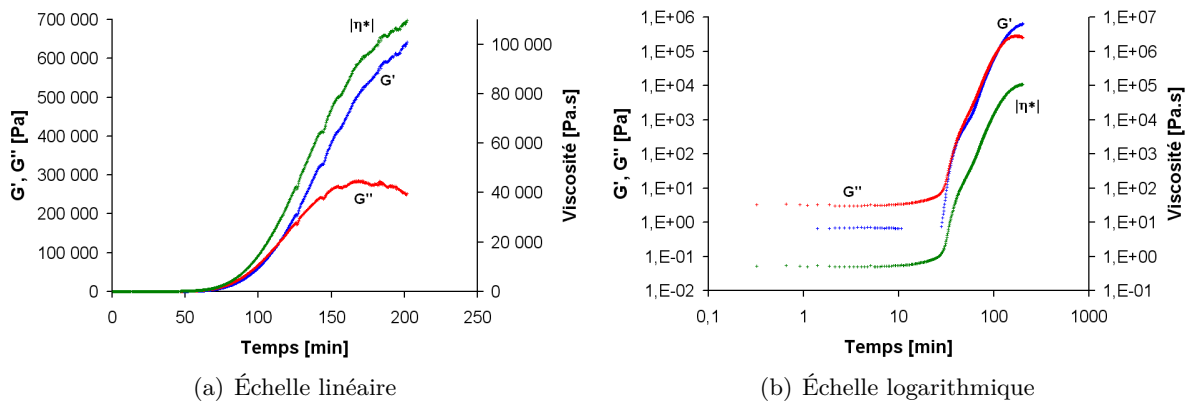 700 000
600 000
500 000
400 000
300 000
200 000
100 000
0
G', G'' [Pa]
|η*|
G'
G''
100 000
80 000
60 000
40 000
20 000
0
Viscosité [Pa.s]
0 50 100 150 200 250
Temps [min]
(a) Échelle linéaire
1,E+06
1,E+05
1,E+04
1,E+03
1,E+02
1,E+01
1,E+00
1,E-01
1,E-02
G', G'' [Pa]
G'
|η*|
G''
1,E+07
1,E+06
1,E+05
1,E+04
1,E+03
1,E+02
1,E+01
1,E+00
1,E-01
Viscosité [Pa.s]
0,1 1 10 100 1000
Temps [min]
(b) Échelle logarithmique